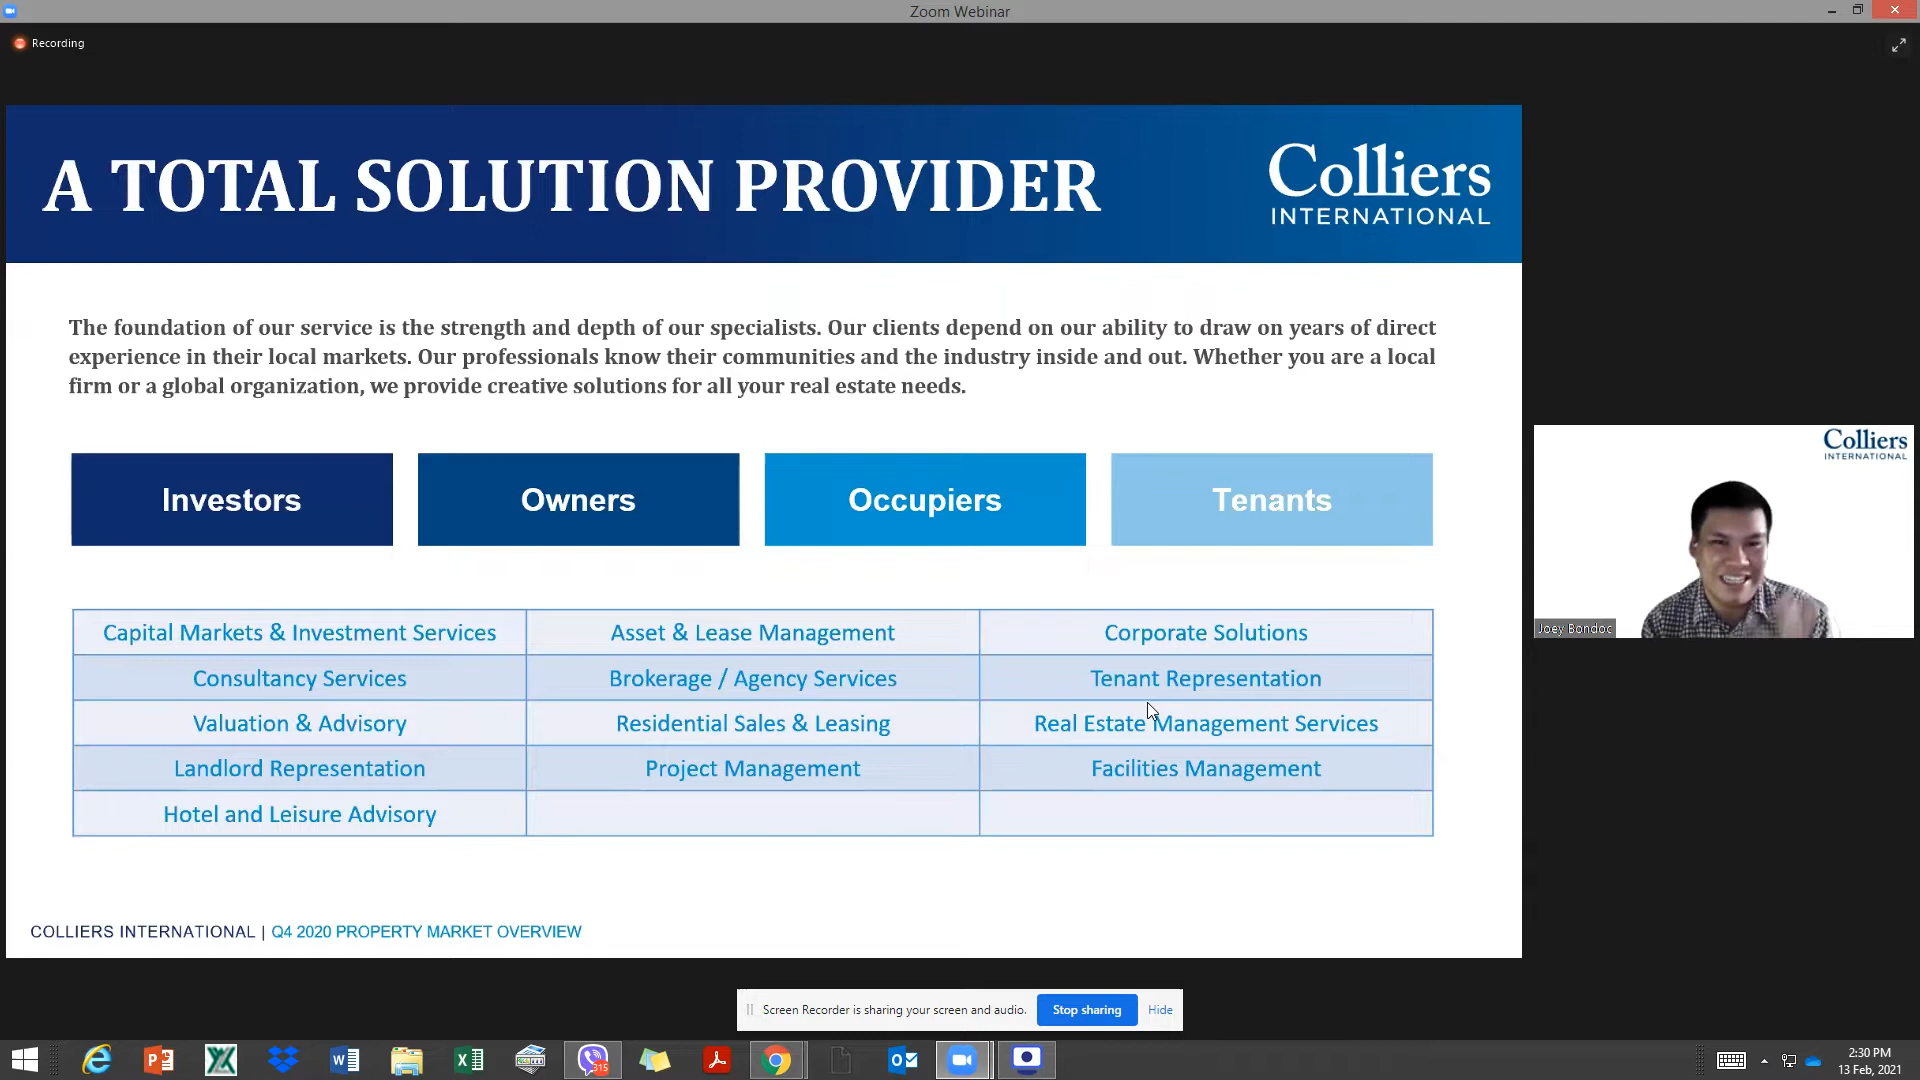 Zoom Webinar
Recording
A TOTAL SOLUTION PROVIDER
Colliers
INTERNATIONAL
The foundation of our service is the strength and depth of our specialists. Our clients depend on our ability to draw on years of direct
experience in their local markets. Our professionals know their communities and the industry inside and out. Whether you are a local
firm or a global organization, we provide creative solutions for all your real estate needs.
Investors
Owners
Occupiers
Tenants
Capital Markets & Investment Services
Asset & Lease Management
Corporate Solutions
Consultancy Services
Brokerage / Agency Services
Tenant Representation
Valuation & Advisory
Residential Sales & Leasing
Real Estate Management Services
Landlord Representation
Project Management
Facilities Management
Hotel and Leisure Advisory
COLLIERS INTERNATIONAL | Q4 2020 PROPERTY MARKET OVERVIEW
Colliers
INTERNATIONAL
Joey Bondoc
Screen Recorder is sharing your screen and audio.
Stop sharing
Hide
315
2:30 PM
13 Feb, 2021